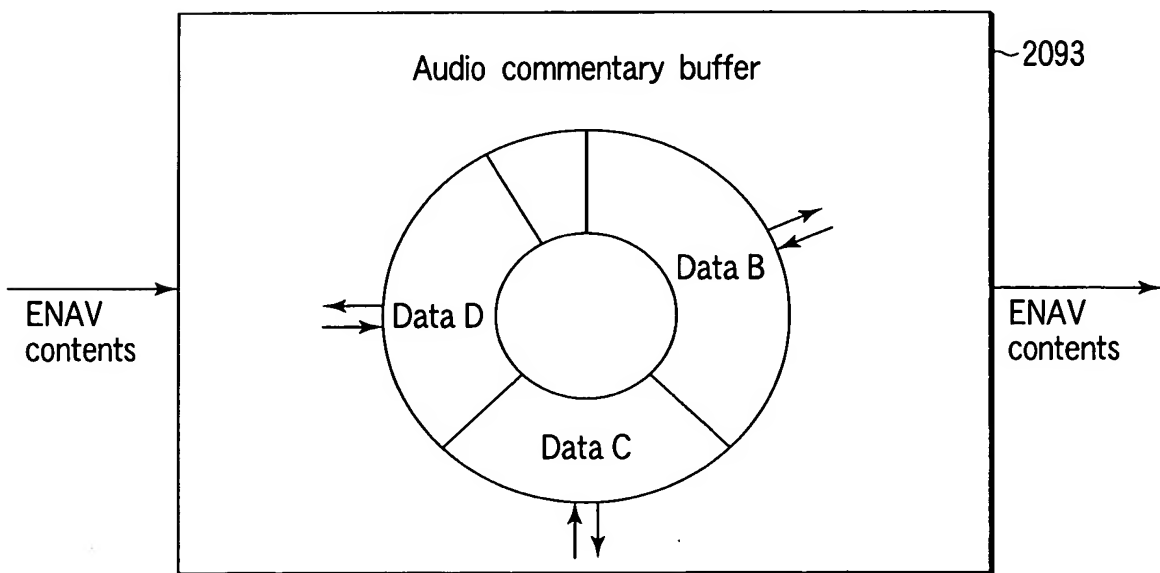 Audio commentary buffer
2093
Data B
Data D
Data C
ENAV
contents
ENAV
contents